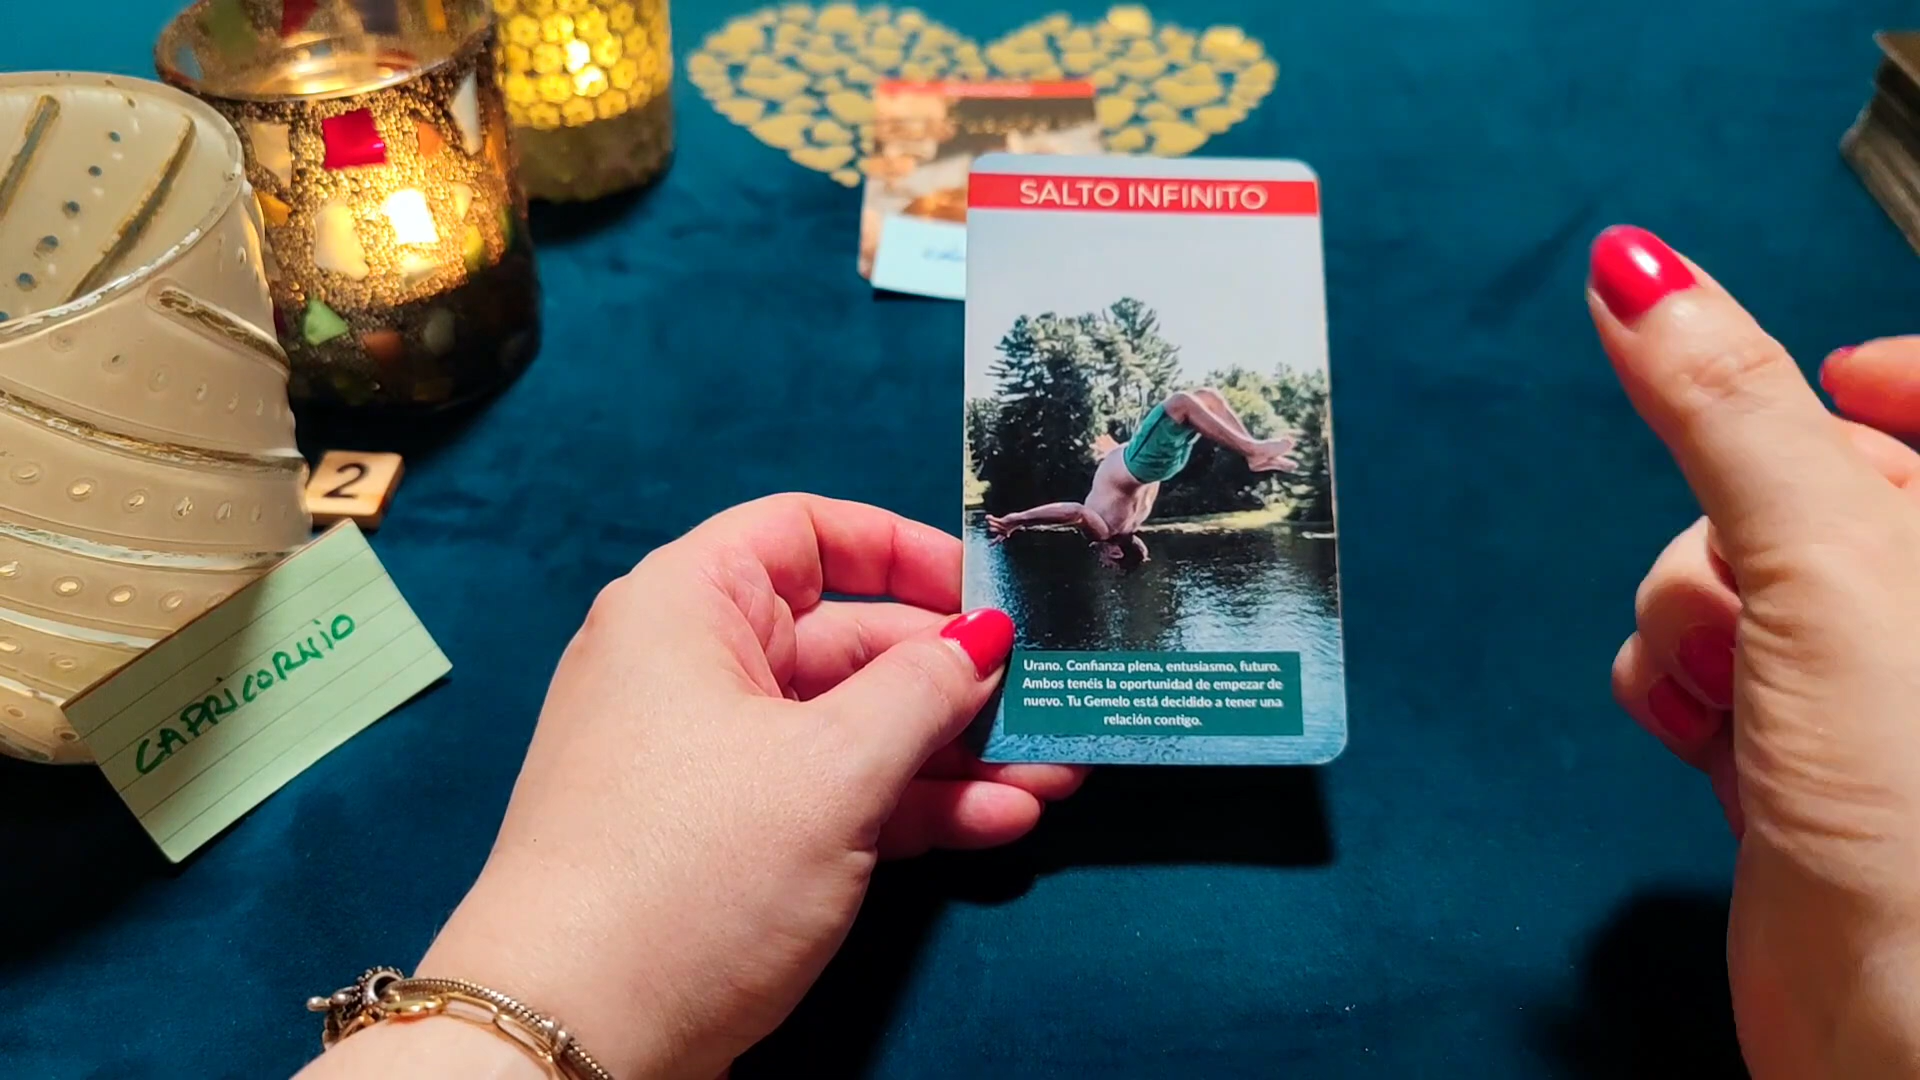 SALTO INFINITO
2
CAPRICORNIO
Urano. Confianza plena, entusiasmo, futuro.
Ambos tenéis la oportunidad de empezar de
nuevo. Tu Gemelo está decidido a tener una
relación contigo.